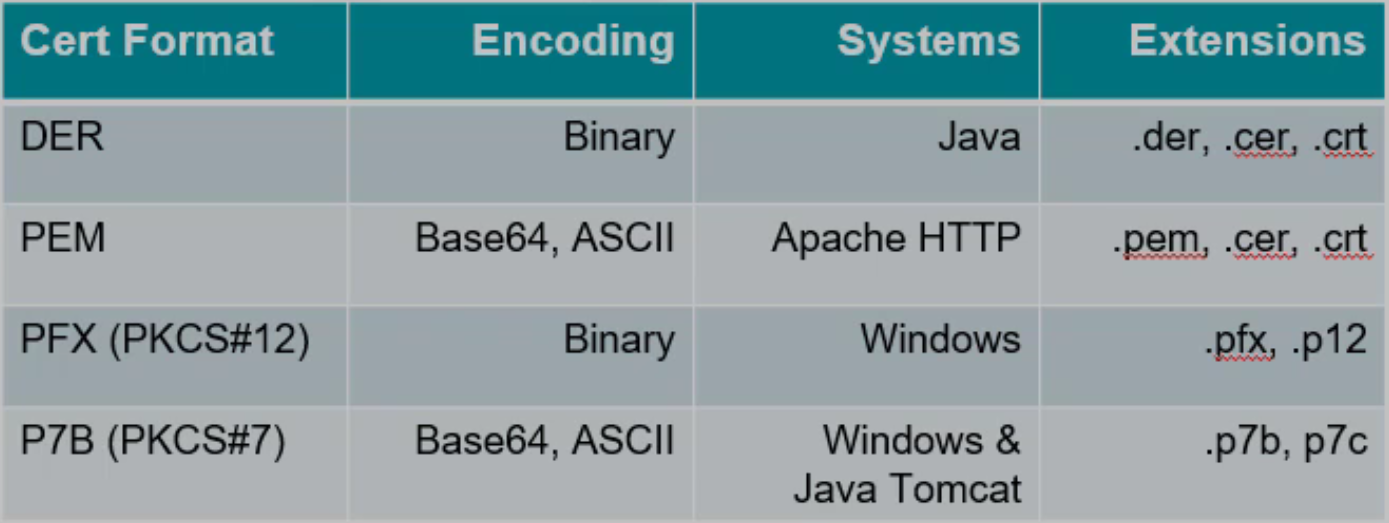 Cert Format Encoding Systems Extensions
DER Binary Java .der, .cer, .crt
PEM Base64, ASCII Apache HTTP .pem, .cer, .crt
PFX (PKCS#12) Binary Windows .pfx, .p12
P7B (PKCS#7) Base64, ASCII Windows & .p7b, p7c
Java Tomcat